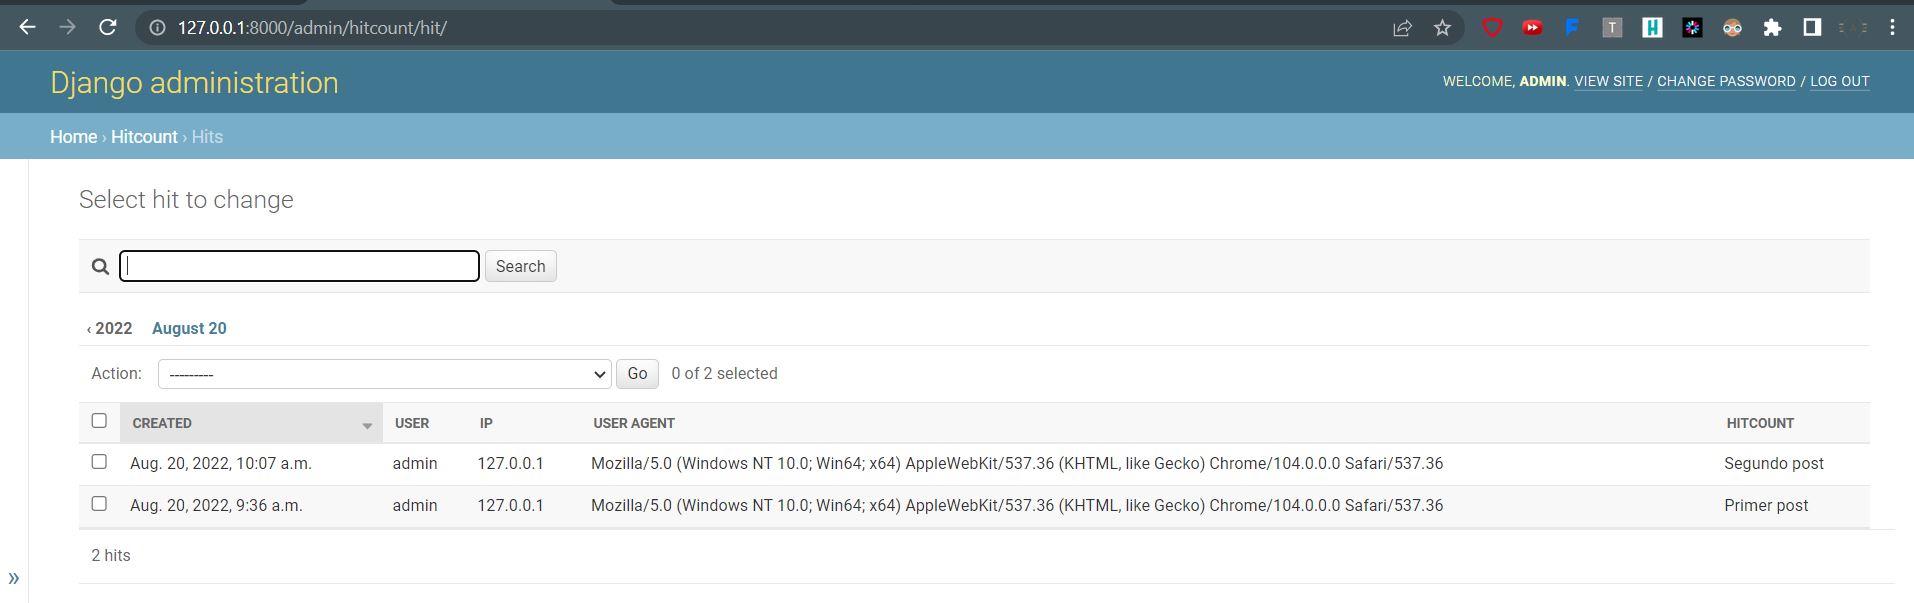 127.0.0.1:8000/admin/hitcount/hit/
Django administration
WELCOME, ADMIN. VIEW SITE / CHANGE PASSWORD / LOG OUT
Home › Hitcount › Hits
Select hit to change
Search
‹ 2022 August 20
Action: --------- Go 0 of 2 selected
CREATED USER IP USER AGENT HITCOUNT
Aug. 20, 2022, 10:07 a.m. admin 127.0.0.1 Mozilla/5.0 (Windows NT 10.0; Win64; x64) AppleWebKit/537.36 (KHTML, like Gecko) Chrome/104.0.0.0 Safari/537.36 Segundo post
Aug. 20, 2022, 9:36 a.m. admin 127.0.0.1 Mozilla/5.0 (Windows NT 10.0; Win64; x64) AppleWebKit/537.36 (KHTML, like Gecko) Chrome/104.0.0.0 Safari/537.36 Primer post
2 hits
»